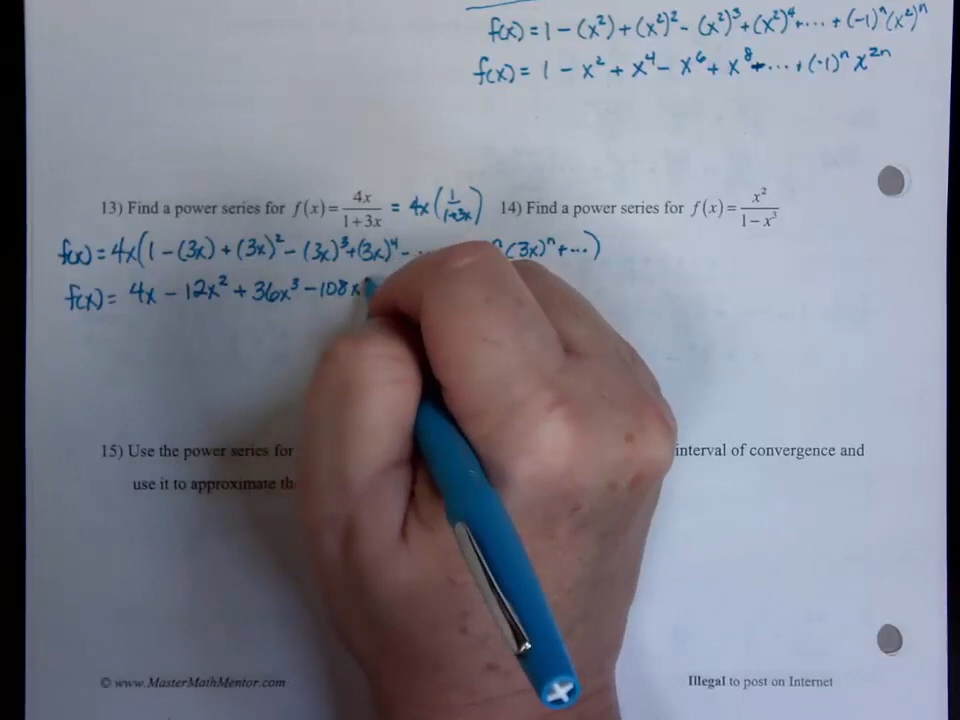 f(x) = 1 - (x²) + (x²)² - (x²)³ + (x²)⁴ + ... + (-1)ⁿ(x²)ⁿ
f(x) = 1 - x² + x⁴ - x⁶ + x⁸ + ... + (-1)ⁿ x²ⁿ
13) Find a power series for f(x) = 4x / (1+3x) = 4x(1/(1+3x))
14) Find a power series for f(x) = x² / (1-x³)
f(x) = 4x(1 - (3x) + (3x)² - (3x)³ + (3x)⁴ - ... ⁿ(3x)ⁿ + ...)
f(x) = 4x - 12x² + 36x³ - 108x
15) Use the power series for interval of convergence and
use it to approximate
© www.MasterMathMentor.com
Illegal to post on Internet